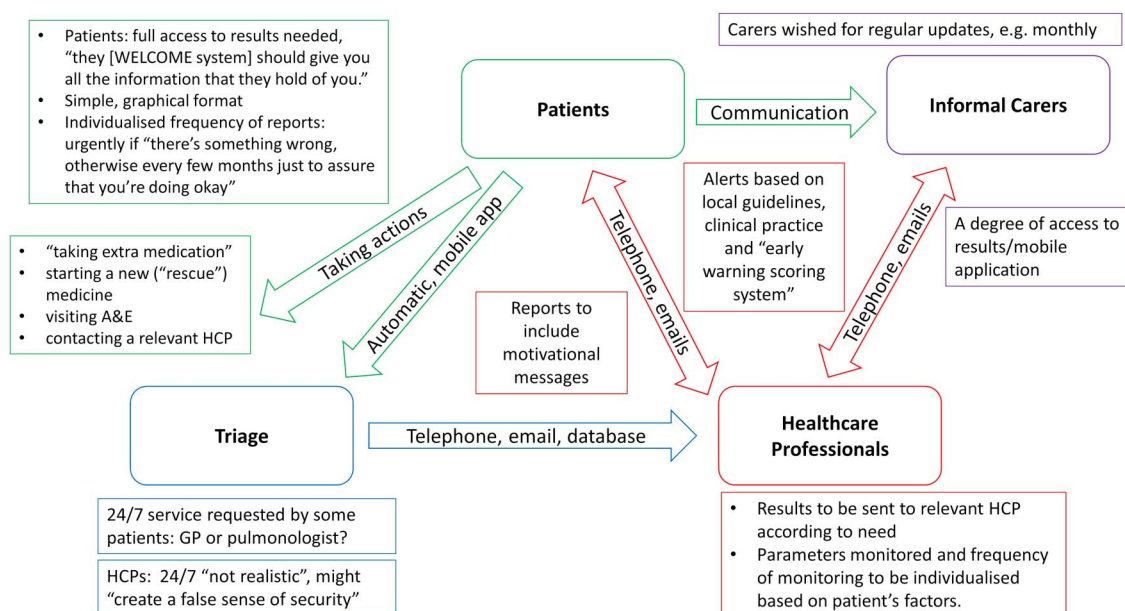 • Patients: full access to results needed,
“they [WELCOME system] should give you
all the information that they hold of you.”
• Simple, graphical format
• Individualised frequency of reports:
urgently if “there’s something wrong,
otherwise every few months just to assure
that you’re doing okay”
Patients
Communication
Carers wished for regular updates, e.g. monthly
Informal Carers
• “taking extra medication”
• starting a new (“rescue”)
medicine
• visiting A&E
• contacting a relevant HCP
Taking actions
Automatic, mobile app
Telephone, emails
Alerts based on
local guidelines,
clinical practice
and “early
warning scoring
system”
Telephone, emails
A degree of access to
results/mobile
application
Reports to
include
motivational
messages
Triage
Telephone, email, database
Healthcare
Professionals
24/7 service requested by some
patients: GP or pulmonologist?
HCPs: 24/7 “not realistic”, might
“create a false sense of security”
• Results to be sent to relevant HCP
according to need
• Parameters monitored and frequency
of monitoring to be individualised
based on patient’s factors.